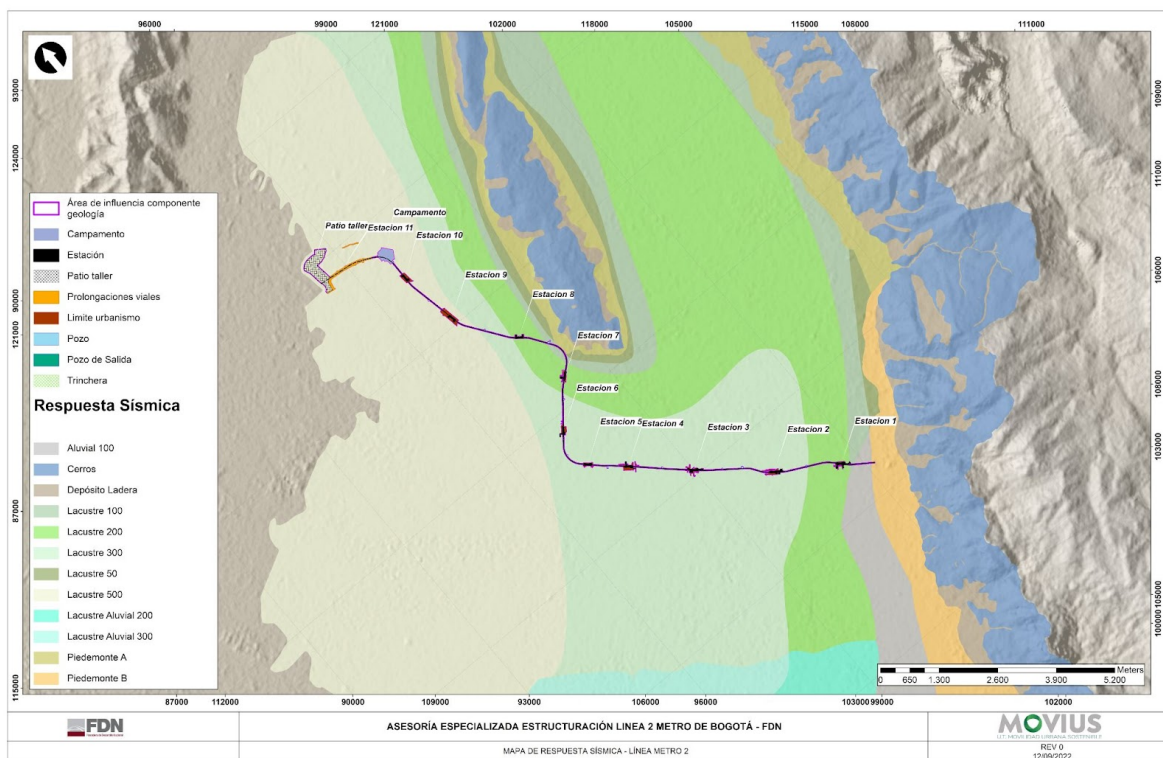 96000 99000 121000 102000 118000 105000 115000 108000 111000
93000
124000
90000
121000
87000
115000
109000
111000
106000
108000
103000
105000
100000
Área de influencia componente
geología
Campamento
Estación
Patio taller
Prolongaciones viales
Límite urbanismo
Pozo
Pozo de Salida
Trinchera
Respuesta Sísmica
Aluvial 100
Cerros
Depósito Ladera
Lacustre 100
Lacustre 200
Lacustre 300
Lacustre 50
Lacustre 500
Lacustre Aluvial 200
Lacustre Aluvial 300
Piedemonte A
Piedemonte B
Campamento
Patio taller
Estacion 11
Estacion 10
Estacion 9
Estacion 8
Estacion 7
Estacion 6
Estacion 5
Estacion 4
Estacion 3
Estacion 2
Estacion 1
Meters
0 650 1.300 2.600 3.900 5.200
87000 112000 90000 109000 93000 106000 96000 103000 99000 102000
FDN
ASESORÍA ESPECIALIZADA ESTRUCTURACIÓN LINEA 2 METRO DE BOGOTÁ - FDN
MAPA DE RESPUESTA SÍSMICA - LÍNEA METRO 2
MOVIUS
U.T. MOVILIDAD URBANA SOSTENIBLE
REV 0
12/09/2022